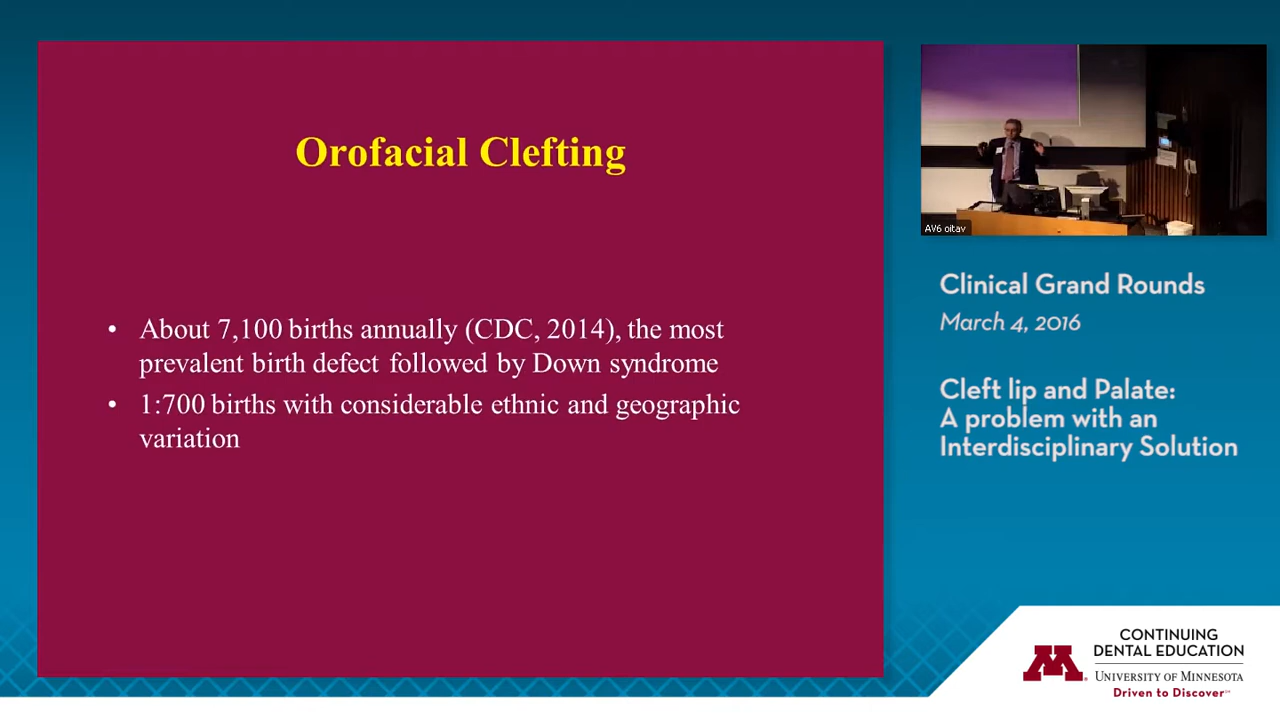 Orofacial Clefting
• About 7,100 births annually (CDC, 2014), the most
prevalent birth defect followed by Down syndrome
• 1:700 births with considerable ethnic and geographic
variation
AV6 oitav
Clinical Grand Rounds
March 4, 2016
Cleft lip and Palate:
A problem with an
Interdisciplinary Solution
CONTINUING
DENTAL EDUCATION
UNIVERSITY OF MINNESOTA
Driven to Discover